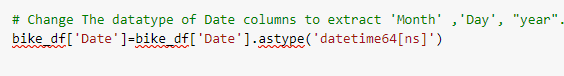 # Change The datatype of Date columns to extract 'Month' ,'Day', "year".
bike_df['Date']=bike_df['Date'].astype('datetime64[ns]')